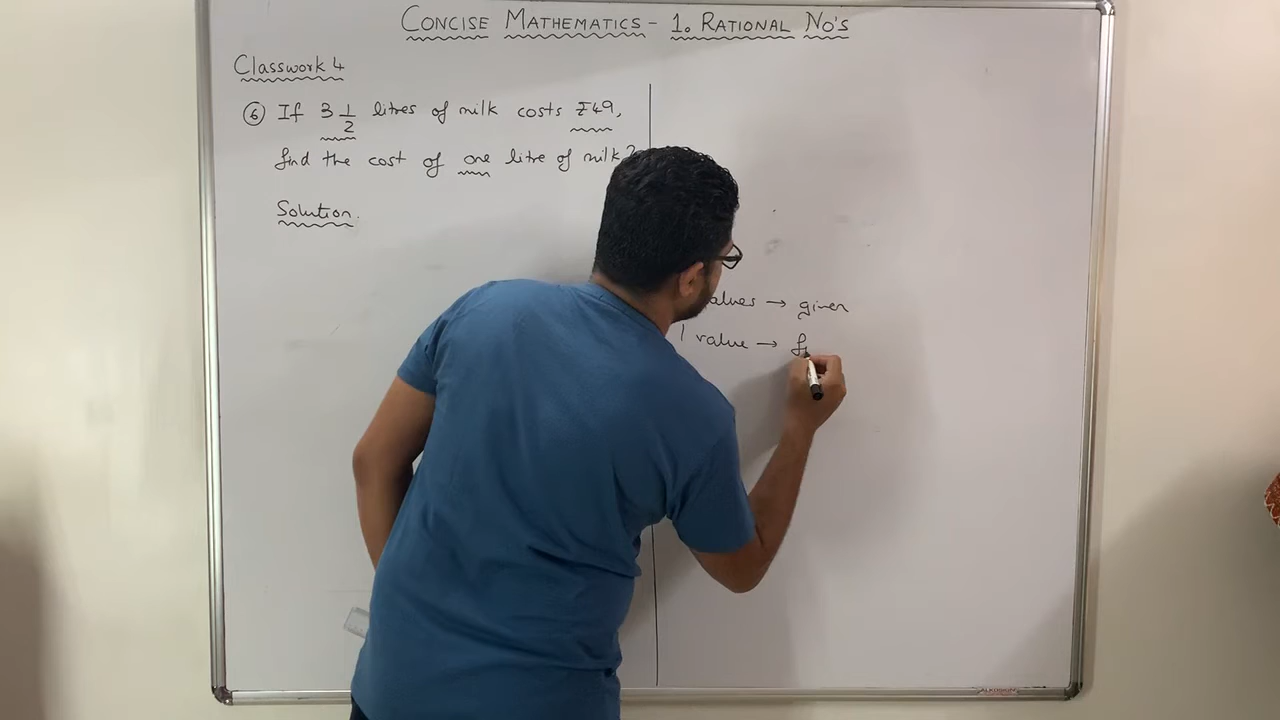 CONCISE MATHEMATICS - 1. RATIONAL NO'S
Classwork 4
⑥ If 3 1/2 litres of milk costs ₹49,
find the cost of one litre of milk?
Solution.
values → given
1 value →